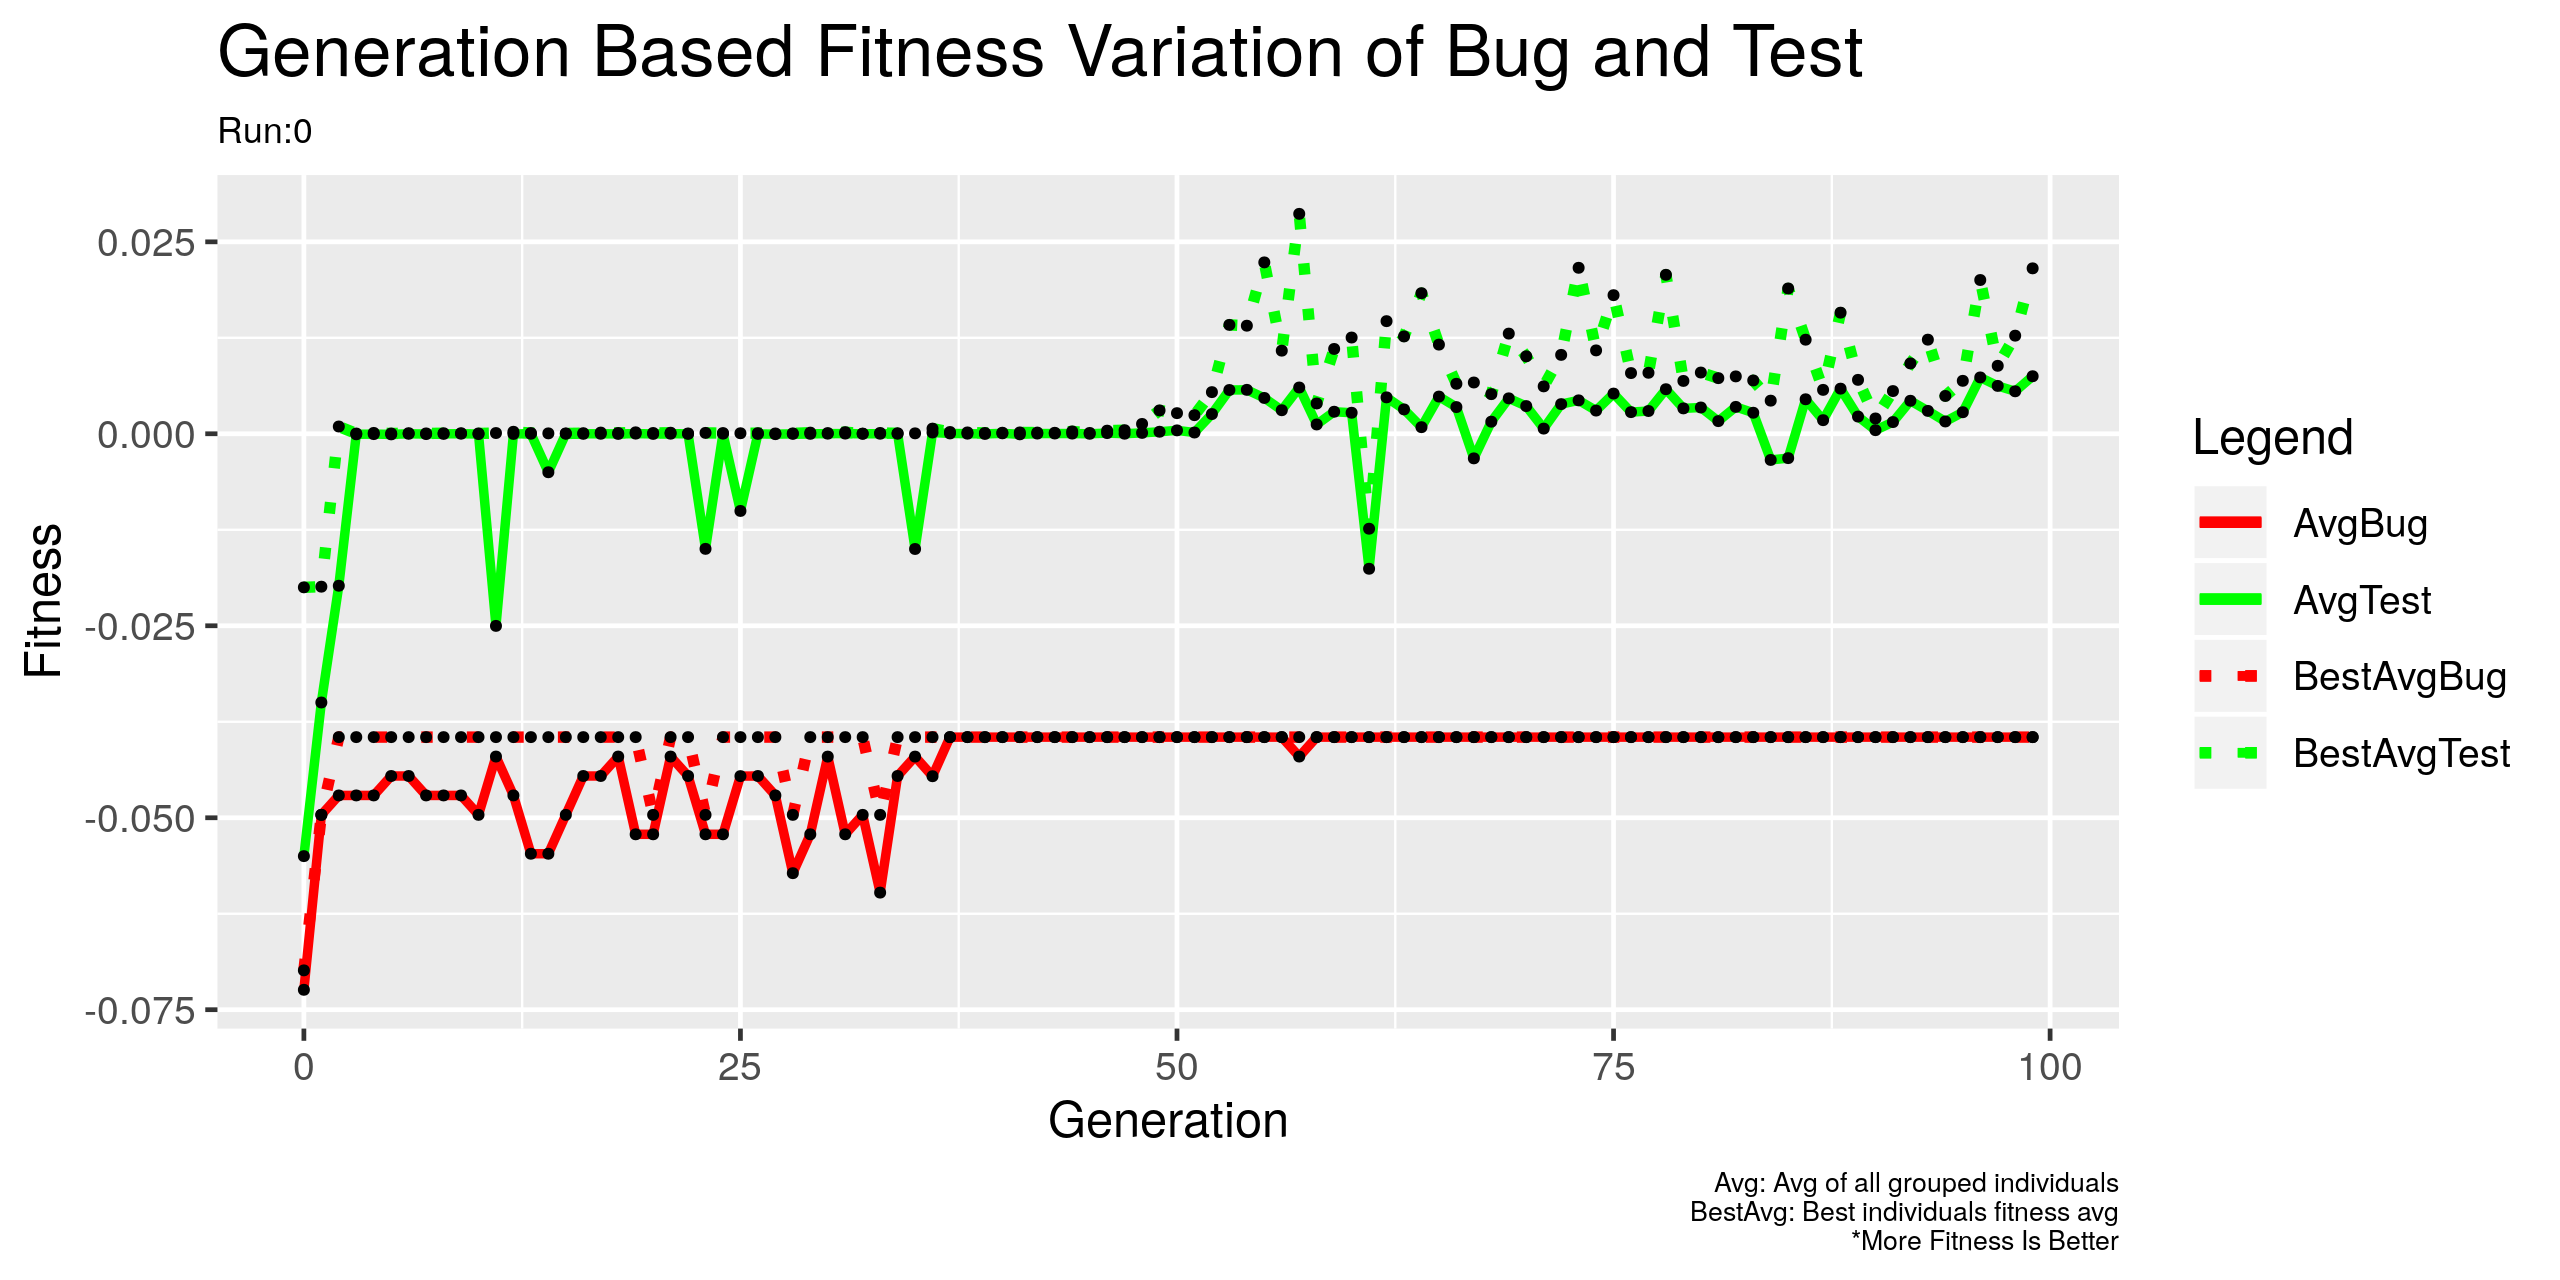 Generation Based Fitness Variation of Bug and Test
Run:0
0.025
0.000
-0.025
-0.050
-0.075
Fitness
0 25 50 75 100
Generation
Legend
AvgBug
AvgTest
BestAvgBug
BestAvgTest
Avg: Avg of all grouped individuals
BestAvg: Best individuals fitness avg
*More Fitness Is Better